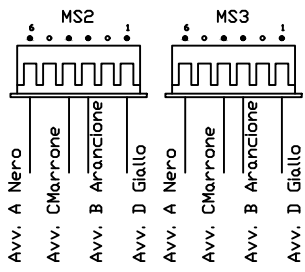 MS2
6 1
Avv. A Nero
Avv. CMarrone
Avv. B Arancione
Avv. D Giallo
MS3
6 1
Avv. A Nero
Avv. CMarrone
Avv. B Arancione
Avv. D Giallo